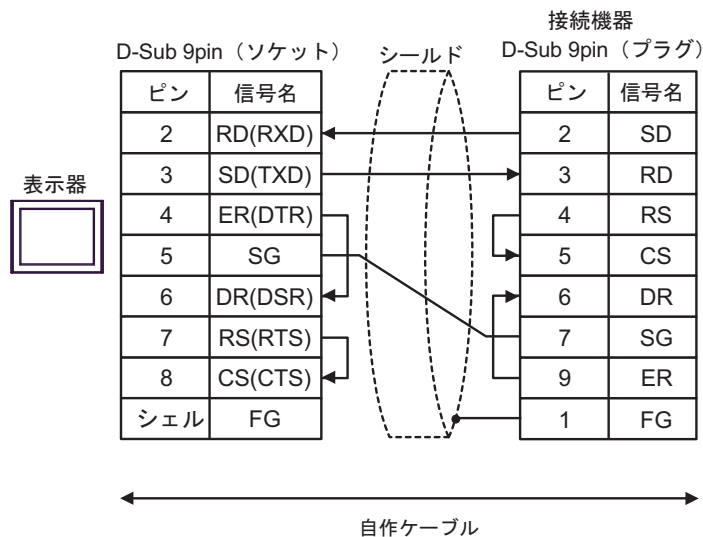 接続機器
D-Sub 9pin（ソケット） シールド D-Sub 9pin（プラグ）
ピン 信号名 ピン 信号名
2 RD(RXD) 2 SD
3 SD(TXD) 3 RD
表示器
4 ER(DTR) 4 RS
5 SG 5 CS
6 DR(DSR) 6 DR
7 RS(RTS) 7 SG
8 CS(CTS) 9 ER
シェル FG 1 FG
自作ケーブル